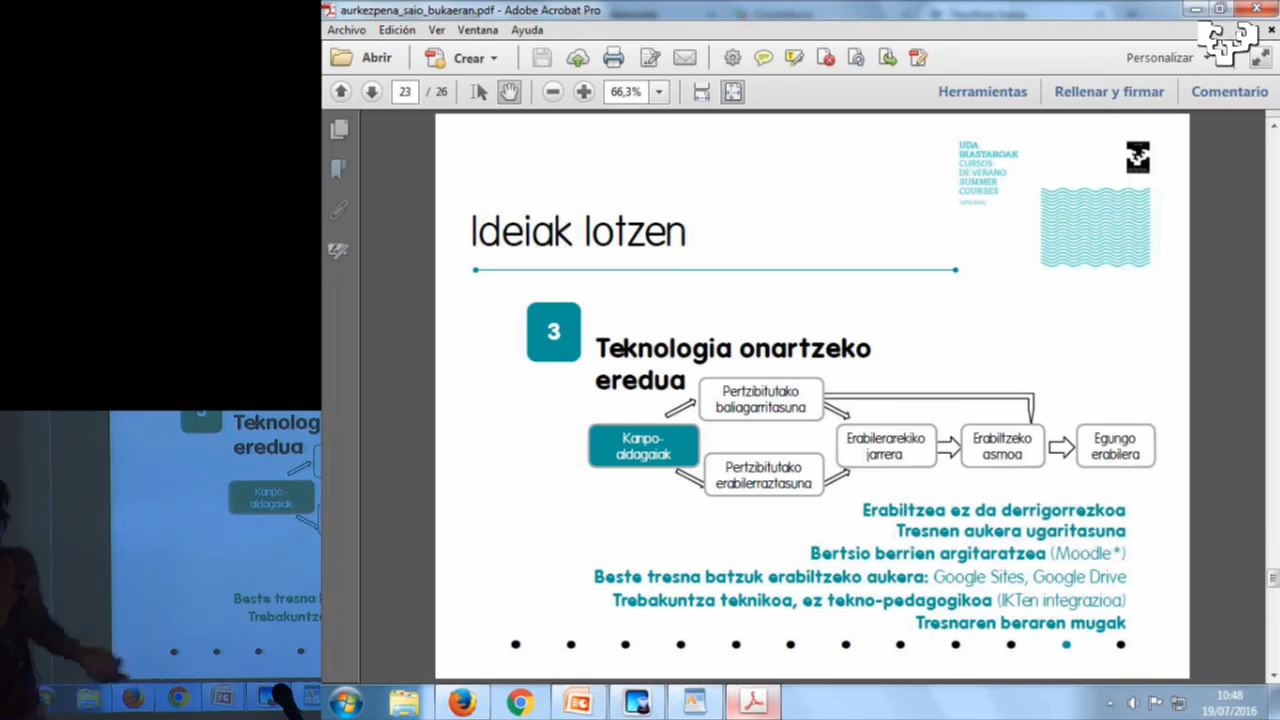 aurkezpena_saio_bukaeran.pdf - Adobe Acrobat Pro
Archivo Edición Ver Ventana Ayuda
Abrir Crear Personalizar
23 / 26 66,3% Herramientas Rellenar y firmar Comentario
UDA
IKASTAROAK
CURSOS
DE VERANO
SUMMER
COURSES
Ideiak lotzen
3
Teknologia onartzeko
eredua
Pertzibitutako
baliagarritasuna
Kanpo-
aldagaiak
Pertzibitutako
erabilerraztasuna
Erabilerarekiko
jarrera
Erabiltzeko
asmoa
Egungo
erabilera
Erabiltzea ez da derrigorrezkoa
Tresnen aukera ugaritasuna
Bertsio berrien argitaratzea (Moodle*)
Beste tresna batzuk erabiltzeko aukera: Google Sites, Google Drive
Trebakuntza teknikoa, ez tekno-pedagogikoa (IKTen integrazioa)
Tresnaren beraren mugak
10:48
19/07/2016
Teknolog
eredua
Kanpo-
aldagaiak
Beste tresna b
Trebakuntza